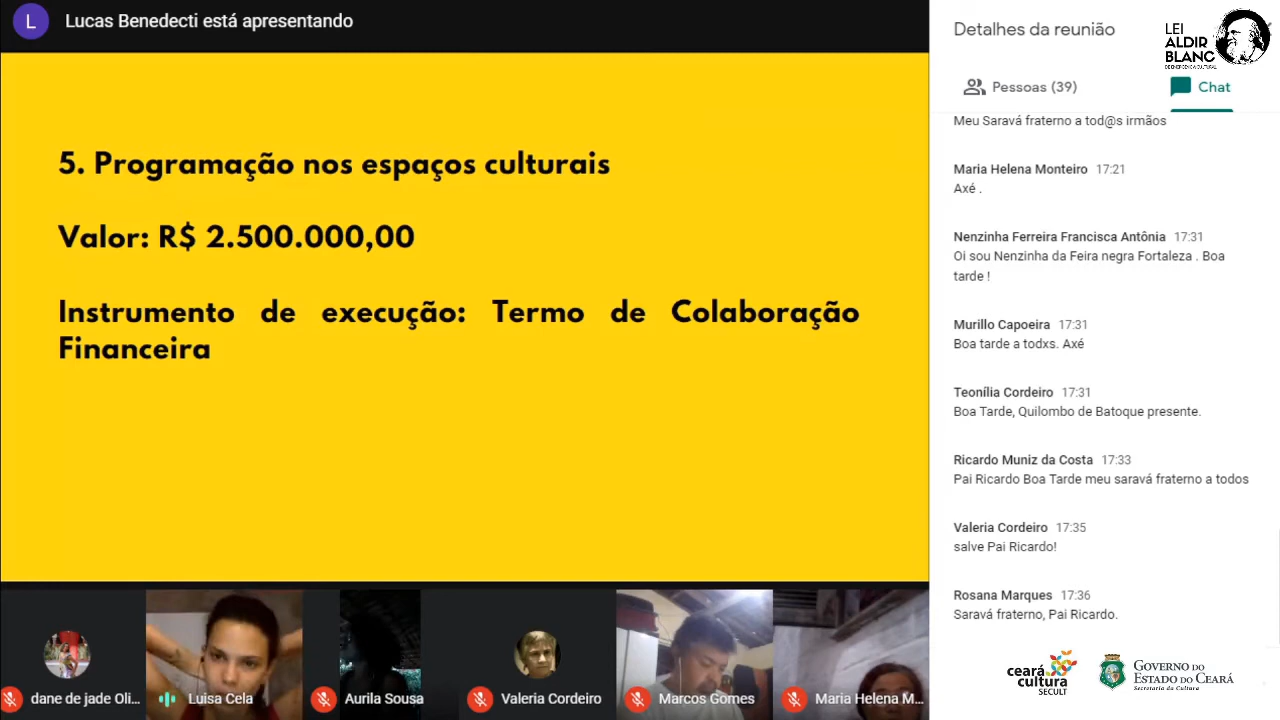 L
Lucas Benedecti está apresentando
5. Programação nos espaços culturais
Valor: R$ 2.500.000,00
Instrumento de execução: Termo de Colaboração
Financeira
dane de jade Oli...
Luisa Cela
Aurila Sousa
Valeria Cordeiro
Marcos Gomes
Maria Helena M...
Detalhes da reunião
LEI
ALDIR
BLANC
DE EMERGÊNCIA CULTURAL
Pessoas (39)
Chat
Meu Saravá fraterno a tod@s irmãos
Maria Helena Monteiro 17:21
Axé .
Nenzinha Ferreira Francisca Antônia 17:31
Oi sou Nenzinha da Feira negra Fortaleza . Boa
tarde !
Murillo Capoeira 17:31
Boa tarde a todxs. Axé
Teonília Cordeiro 17:31
Boa Tarde, Quilombo de Batoque presente.
Ricardo Muniz da Costa 17:33
Pai Ricardo Boa Tarde meu saravá fraterno a todos
Valeria Cordeiro 17:35
salve Pai Ricardo!
Rosana Marques 17:36
Saravá fraterno, Pai Ricardo.
ceará
cultura
SECULT
GOVERNO DO
ESTADO DO CEARÁ
Secretaria da Cultura